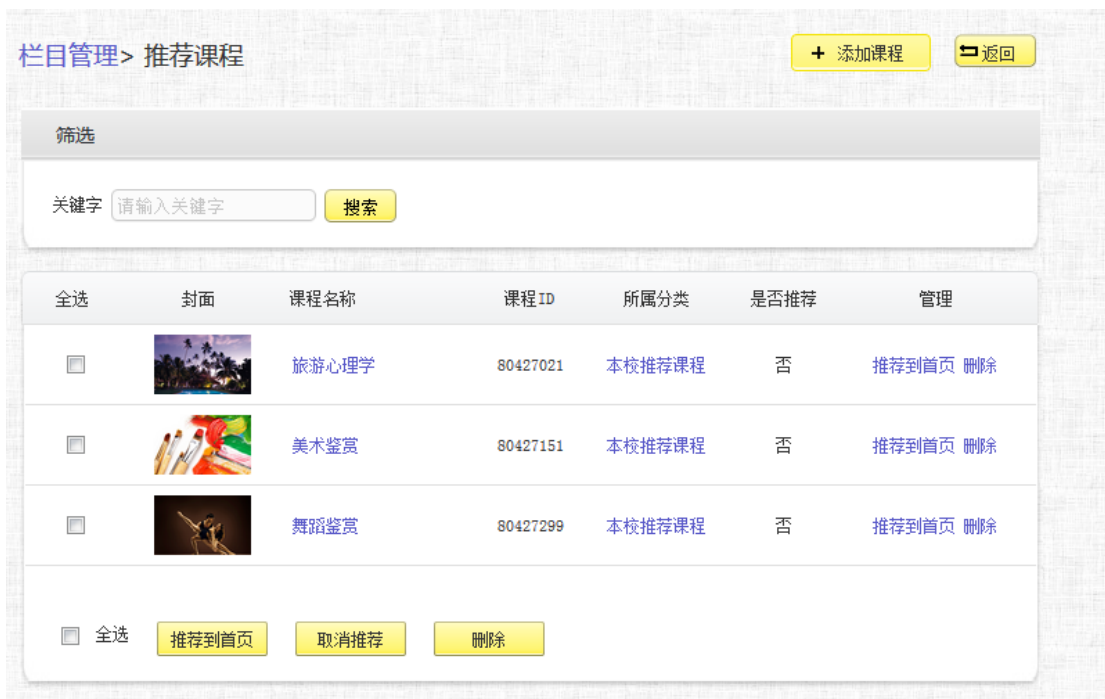 栏目管理> 推荐课程
+ 添加课程
返回
筛选
关键字 请输入关键字 搜索
全选 封面 课程名称 课程ID 所属分类 是否推荐 管理
旅游心理学 80427021 本校推荐课程 否 推荐到首页 删除
美术鉴赏 80427151 本校推荐课程 否 推荐到首页 删除
舞蹈鉴赏 80427299 本校推荐课程 否 推荐到首页 删除
全选 推荐到首页 取消推荐 删除